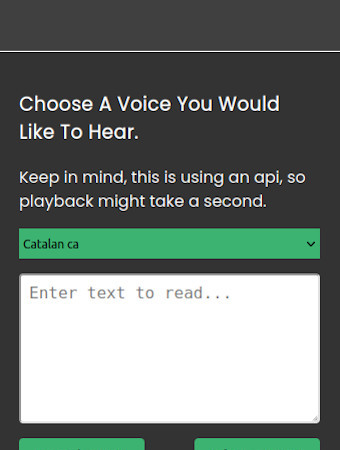 Choose A Voice You Would
Like To Hear.
Keep in mind, this is using an api, so
playback might take a second.
Catalan ca
Enter text to read...